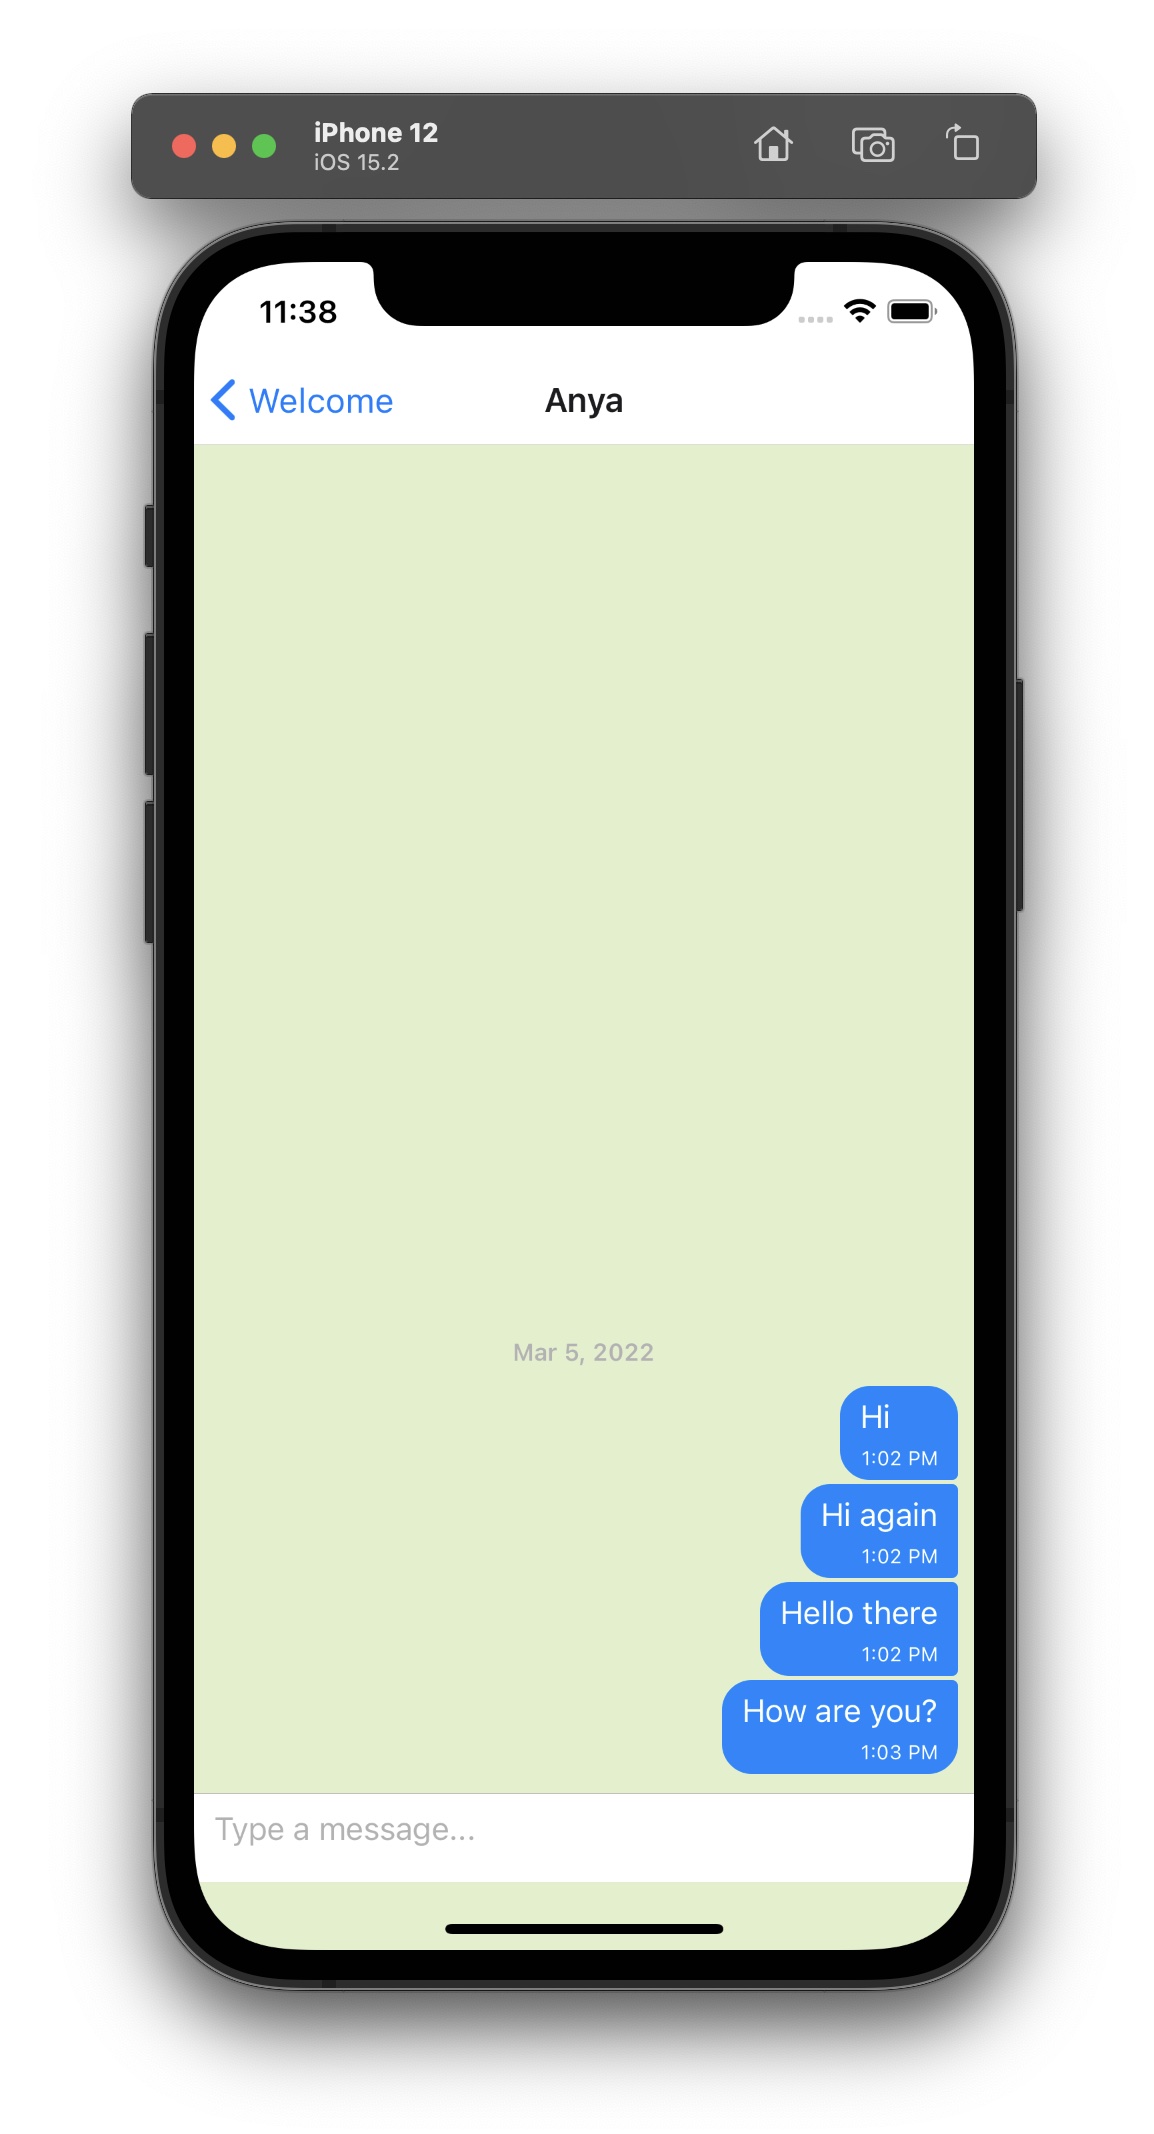 iPhone 12
iOS 15.2
11:38
Welcome
Anya
Mar 5, 2022
Hi
1:02 PM
Hi again
1:02 PM
Hello there
1:02 PM
How are you?
1:03 PM
Type a message...